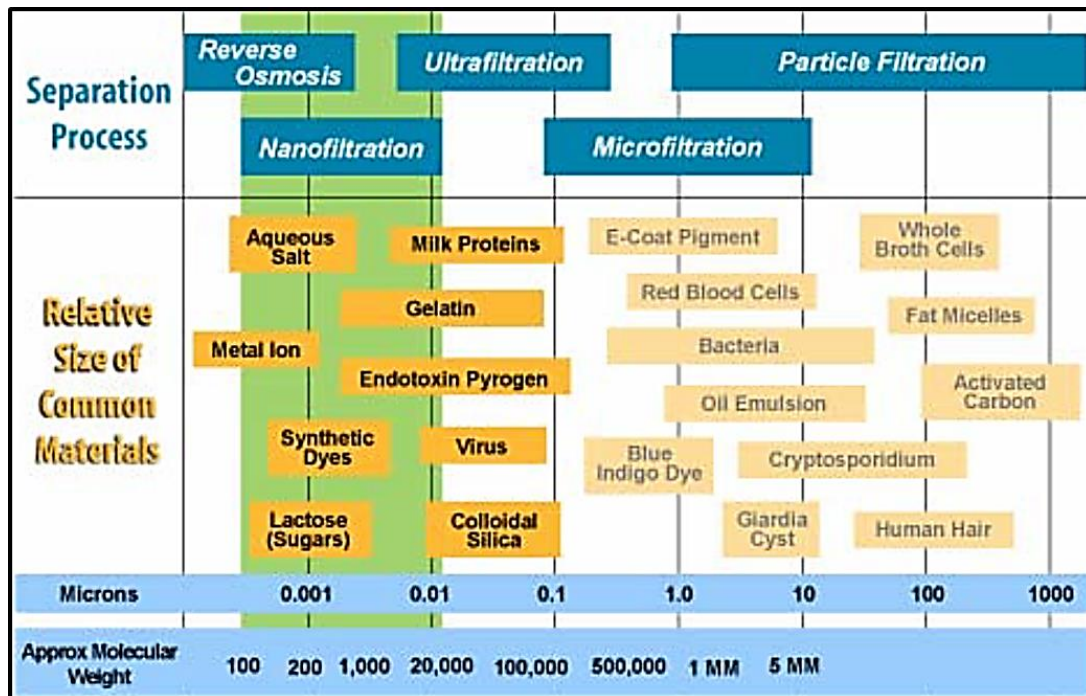 Separation
Process
Reverse
Osmosis
Ultrafiltration
Particle Filtration
Nanofiltration
Microfiltration
Relative
Size of
Common
Materials
Aqueous
Salt
Milk Proteins
E-Coat Pigment
Whole
Broth Cells
Red Blood Cells
Gelatin
Fat Micelles
Metal Ion
Bacteria
Endotoxin Pyrogen
Activated
Carbon
Oil Emulsion
Synthetic
Dyes
Virus
Blue
Indigo Dye
Cryptosporidium
Lactose
(Sugars)
Colloidal
Silica
Giardia
Cyst
Human Hair
Microns 0.001 0.01 0.1 1.0 10 100 1000
Approx Molecular
Weight
100 200 1,000 20,000 100,000 500,000 1 MM 5 MM